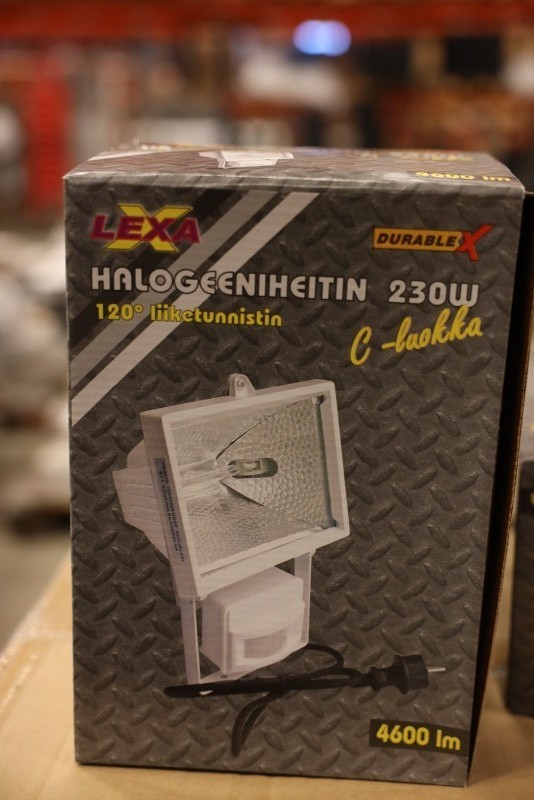 4600 lm
LEXA
DURABLE X
HALOGEENIHEITIN 230W
120° liiketunnistin
C-luokka
4600 lm